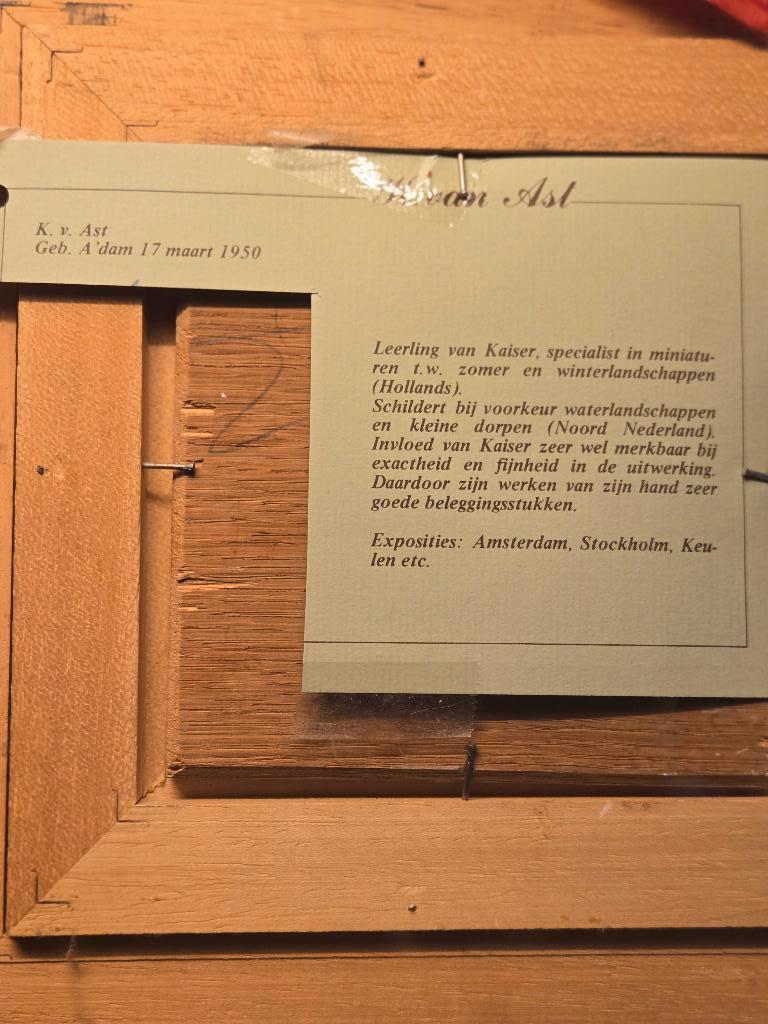 K. van Ast
K. v. Ast
Geb. A'dam 17 maart 1950
2
Leerling van Kaiser, specialist in miniatu-
ren t.w. zomer en winterlandschappen
(Hollands).
Schildert bij voorkeur waterlandschappen
en kleine dorpen (Noord Nederland).
Invloed van Kaiser zeer wel merkbaar bij
exactheid en fijnheid in de uitwerking.
Daardoor zijn werken van zijn hand zeer
goede beleggingsstukken.
Exposities: Amsterdam, Stockholm, Keu-
len etc.